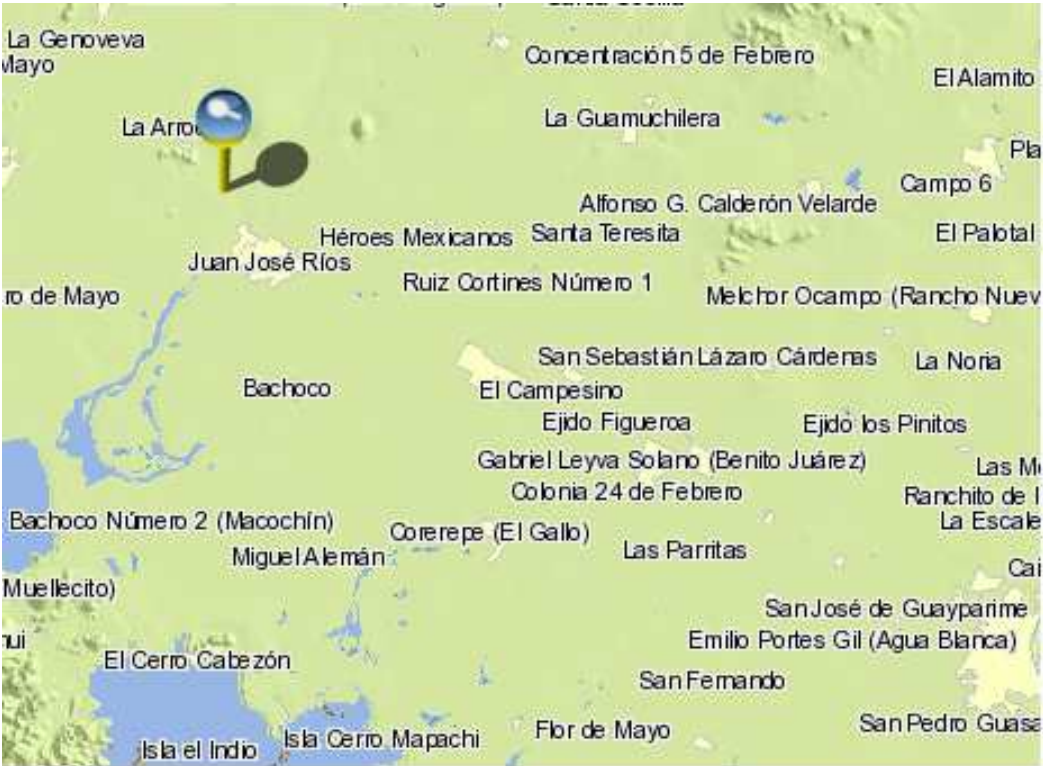 La Genoveva
Mayo
Concentración 5 de Febrero
El Alamito
La Guamuchilera
La Arro
Campo 6
Alfonso G. Calderón Velarde
Héroes Mexicanos
Santa Teresita
El Palotal
Juan José Ríos
Ruiz Cortines Número 1
ro de Mayo
Melchor Ocampo (Rancho Nuev
San Sebastián
Lázaro Cárdenas
La Noria
Bachoco
El Campesino
Ejido Figueroa
Ejido los Pinitos
Gabriel Leyva Solano (Benito Juárez)
Las Me
Colonia 24 de Febrero
Ranchito de I
Bachoco Número 2 (Macochín)
La Escale
Corerepe (El Gallo)
Las Parritas
Miguel Alemán
Cai
Muellecito)
San José de Guayparime
Emilio Portes Gil (Agua Blanca)
El Cerro Cabezón
San Fernando
Flor de Mayo
San Pedro Guasa
Isla el Indio
Isla Cerro Mapachi